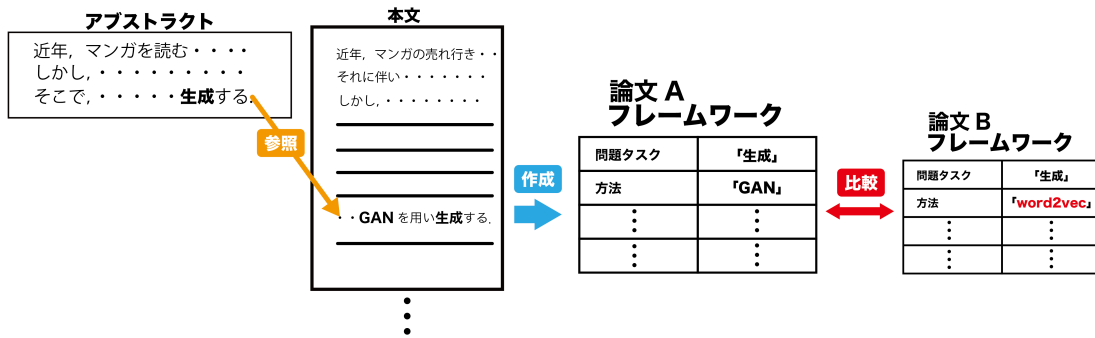 アブストラクト
近年，マンガを読む・・・・
しかし，・・・・・・・・・
そこで，・・・・・生成する．
参照
本文
近年，マンガの売れ行き・・
それに伴い・・・・・・・
しかし，・・・・・・・・
・・GANを用い生成する．
作成
論文 A
フレームワーク
問題タスク 『生成』
方法 『GAN』
比較
論文 B
フレームワーク
問題タスク 『生成』
方法 『word2vec』